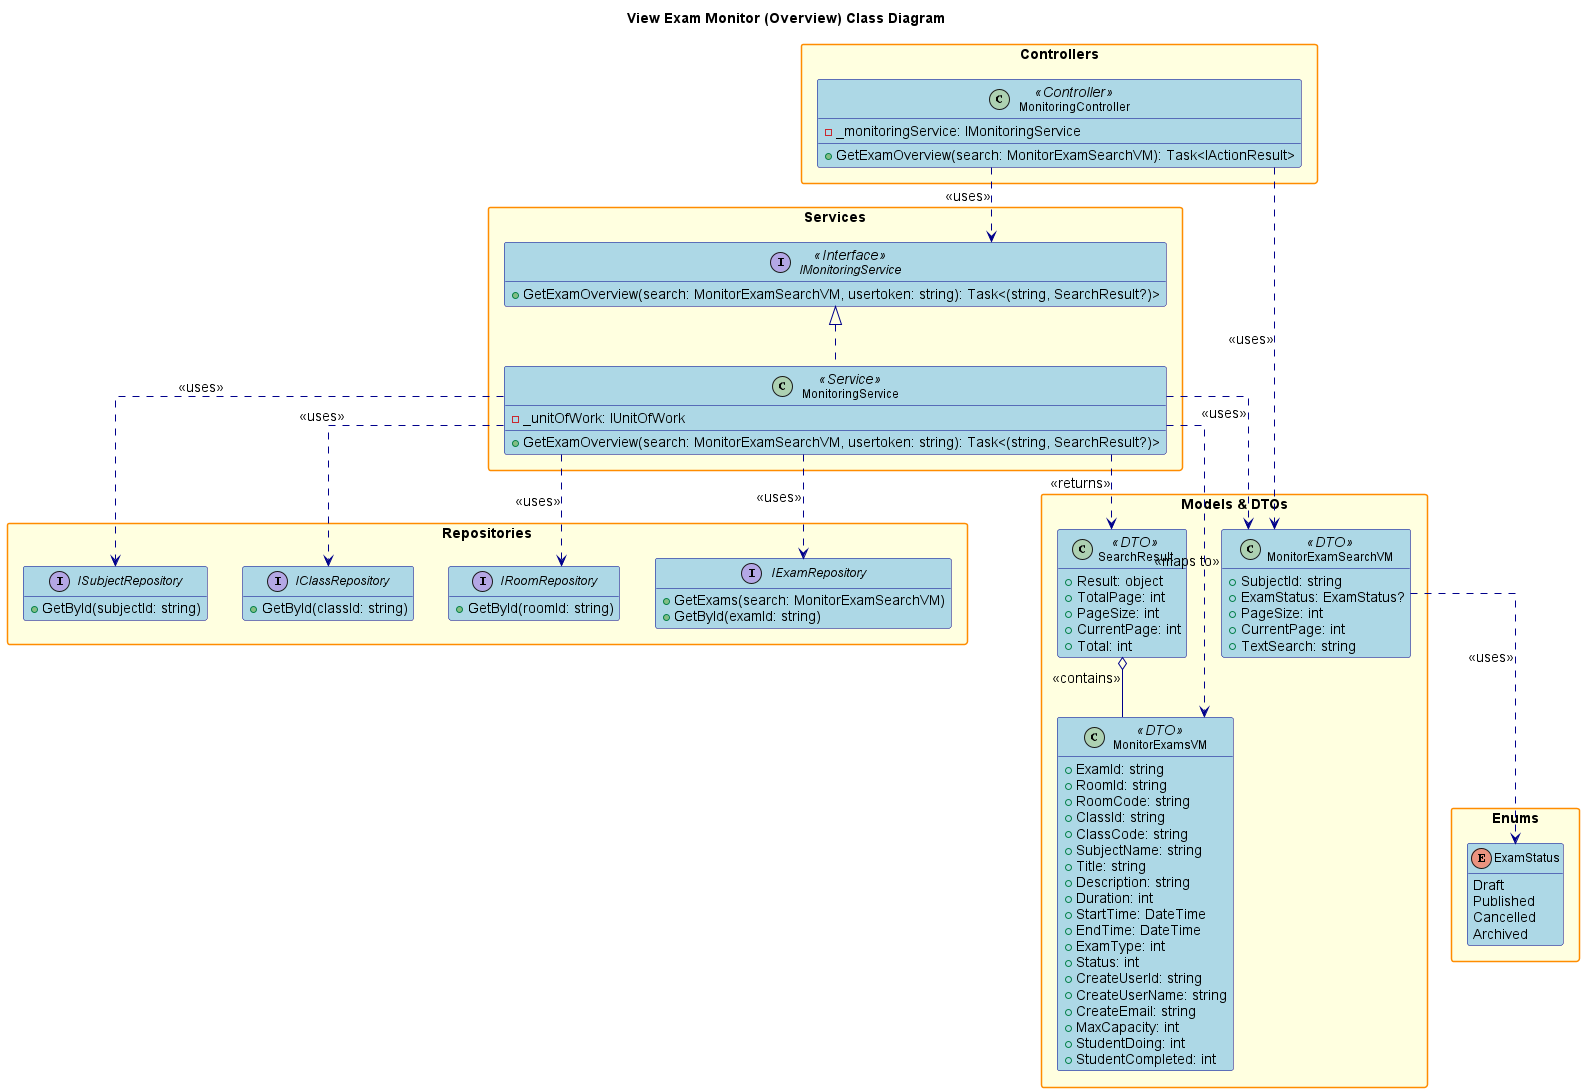 View Exam Monitor (Overview) Class Diagram
Controllers
C
«Controller»
MonitoringController
_monitoringService: IMonitoringService
GetExamOverview(search: MonitorExamSearchVM): Task<IActionResult>
«uses»
Services
I
«Interface»
IMonitoringService
GetExamOverview(search: MonitorExamSearchVM, usertoken: string): Task<(string, SearchResult?)>
«uses»
C
«Service»
MonitoringService
_unitOfWork: IUnitOfWork
GetExamOverview(search: MonitorExamSearchVM, usertoken: string): Task<(string, SearchResult?)>
«uses»
«uses»
«uses»
«returns»
«uses»
«uses»
Repositories
I
ISubjectRepository
GetById(subjectId: string)
I
IClassRepository
GetById(classId: string)
I
IRoomRepository
GetById(roomId: string)
I
IExamRepository
GetExams(search: MonitorExamSearchVM)
GetById(examId: string)
Models & DTOs
C
«DTO»
SearchResult
Result: object
TotalPage: int
PageSize: int
CurrentPage: int
Total: int
«maps to»
C
«DTO»
MonitorExamSearchVM
SubjectId: string
ExamStatus: ExamStatus?
PageSize: int
CurrentPage: int
TextSearch: string
«uses»
«contains»
C
«DTO»
MonitorExamsVM
ExamId: string
RoomId: string
RoomCode: string
ClassId: string
ClassCode: string
SubjectName: string
Title: string
Description: string
Duration: int
StartTime: DateTime
EndTime: DateTime
ExamType: int
Status: int
CreateUserId: string
CreateUserName: string
CreateEmail: string
MaxCapacity: int
StudentDoing: int
StudentCompleted: int
Enums
E
ExamStatus
Draft
Published
Cancelled
Archived